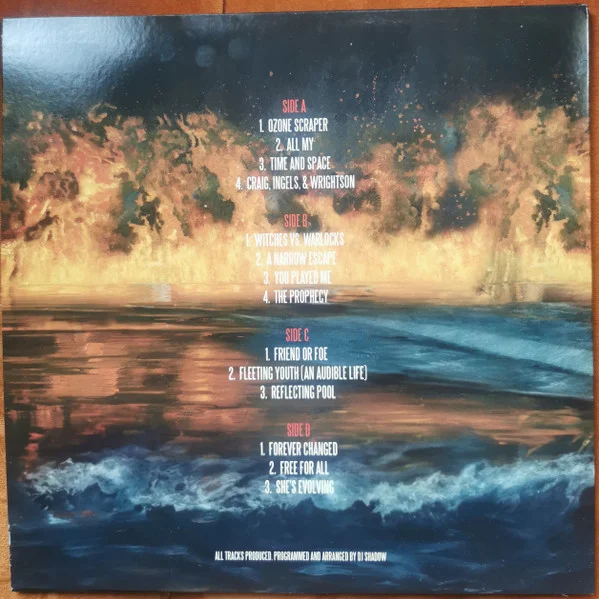 SIDE A
1. OZONE SCRAPER
2. ALL MY
3. TIME AND SPACE
4. CRAIG, INGELS, & WRIGHTSON
SIDE B
1. WITCHES VS. WARLOCKS
2. A NARROW ESCAPE
3. YOU PLAYED ME
4. THE PROPHECY
SIDE C
1. FRIEND OR FOE
2. FLEETING YOUTH (AN AUDIBLE LIFE)
3. REFLECTING POOL
SIDE D
1. FOREVER CHANGED
2. FREE FOR ALL
3. SHE'S EVOLVING
ALL TRACKS PRODUCED, PROGRAMMED AND ARRANGED BY DJ SHADOW